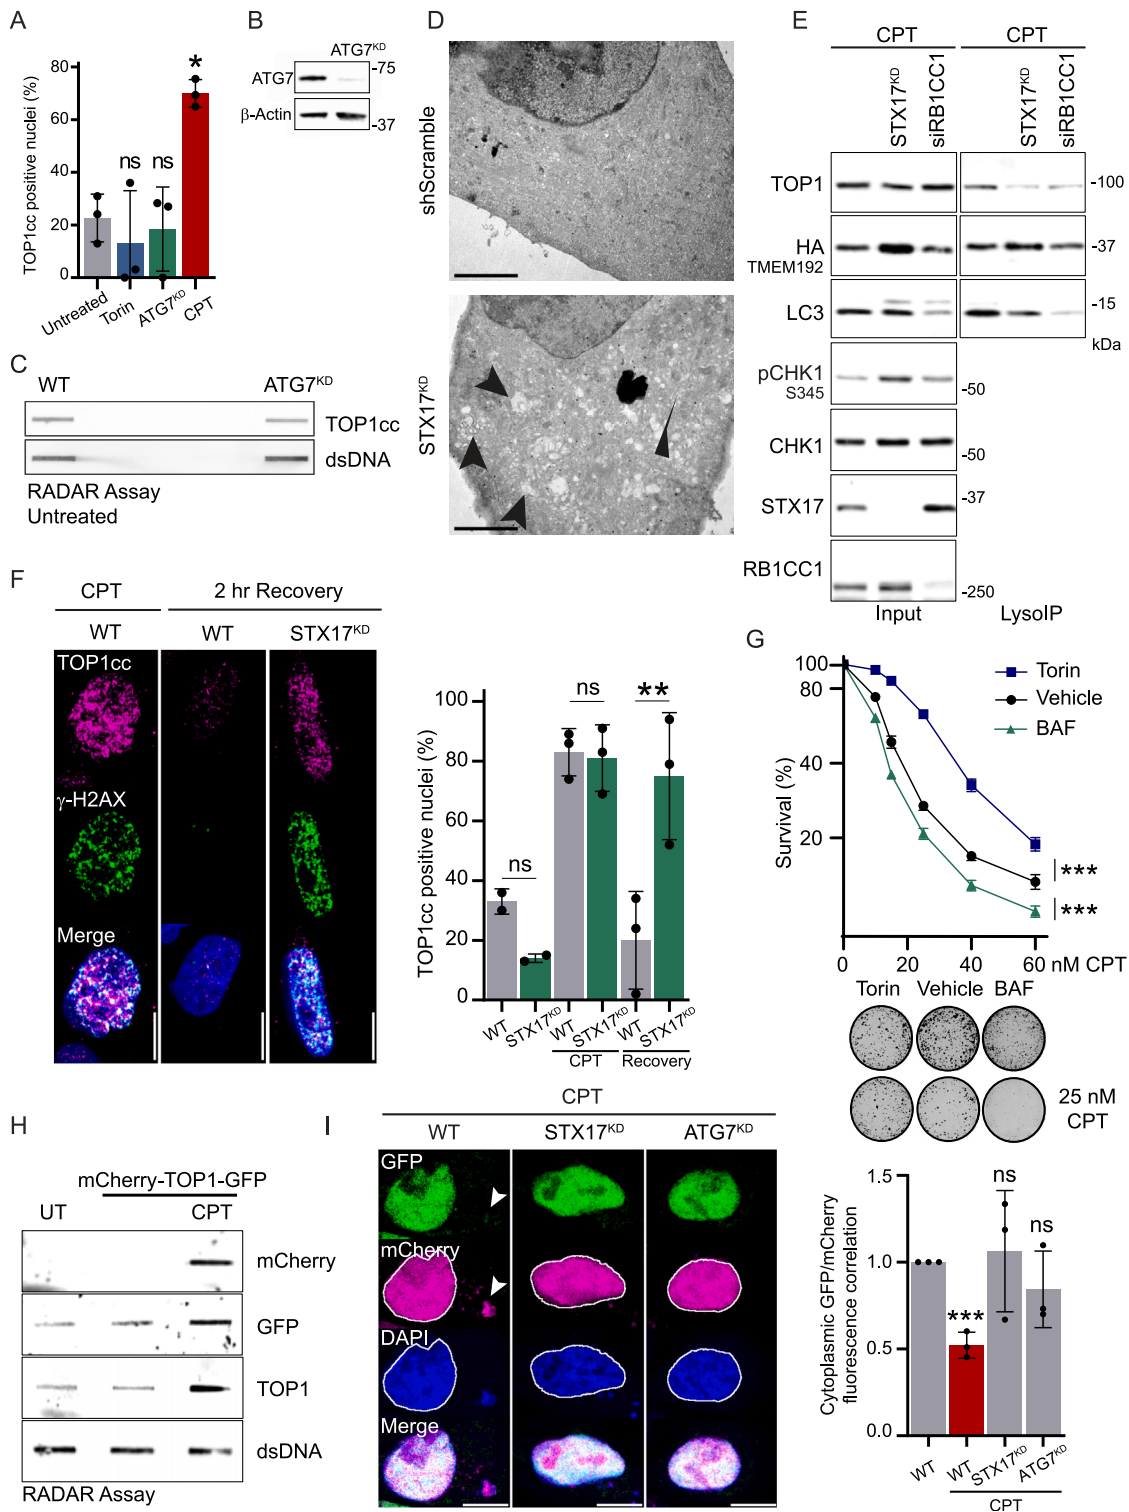 A
TOP1cc positive nuclei (%)
80
60
40
20
0
ns
ns
*
Untreated
Torin
ATG7KD
CPT
B
ATG7KD
ATG7
-75
β-Actin
-37
C
WT
ATG7KD
TOP1cc
dsDNA
RADAR Assay
Untreated
D
shScramble
STX17KD
E
CPT
CPT
STX17KD
siRB1CC1
STX17KD
siRB1CC1
TOP1
-100
HA
TMEM192
-37
LC3
-15
kDa
pCHK1
S345
-50
CHK1
-50
STX17
-37
RB1CC1
-250
Input
LysoIP
F
CPT
2 hr Recovery
WT
WT
STX17KD
TOP1cc
γ-H2AX
Merge
TOP1cc positive nuclei (%)
100
80
60
40
20
0
ns
ns
**
WT
STX17KD
WT
STX17KD
WT
STX17KD
CPT
Recovery
G
Survival (%)
100
80
40
20
Torin
Vehicle
BAF
***
***
0
20
40
60
nM CPT
Torin
Vehicle
BAF
25 nM
CPT
H
mCherry-TOP1-GFP
UT
CPT
mCherry
GFP
TOP1
dsDNA
RADAR Assay
I
CPT
WT
STX17KD
ATG7KD
GFP
mCherry
DAPI
Merge
Cytoplasmic GFP/mCherry
fluorescence correlation
1.5
1.0
0.5
0.0
***
ns
ns
WT
WT
STX17KD
ATG7KD
CPT